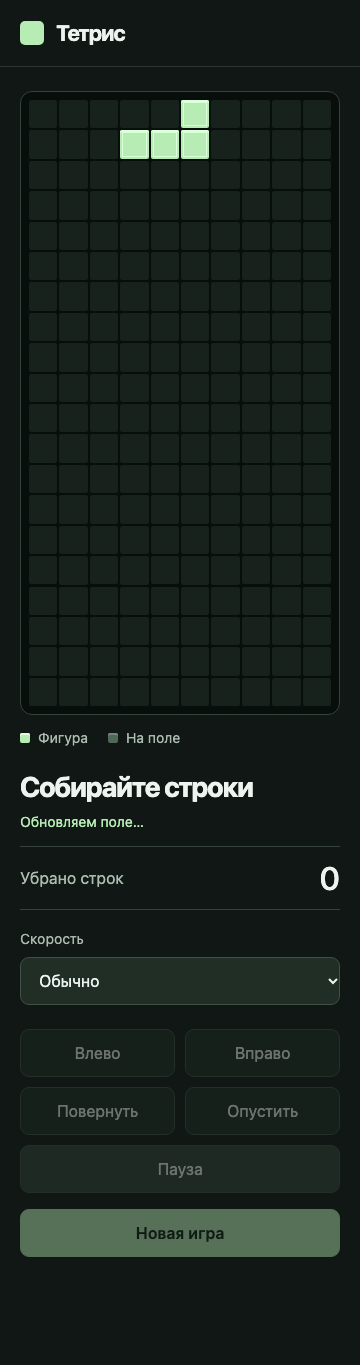 Тетрис
Фигура
На поле
Собирайте строки
Обновляем поле…
Убрано строк
0
Скорость
Обычно
Влево
Вправо
Повернуть
Опустить
Пауза
Новая игра